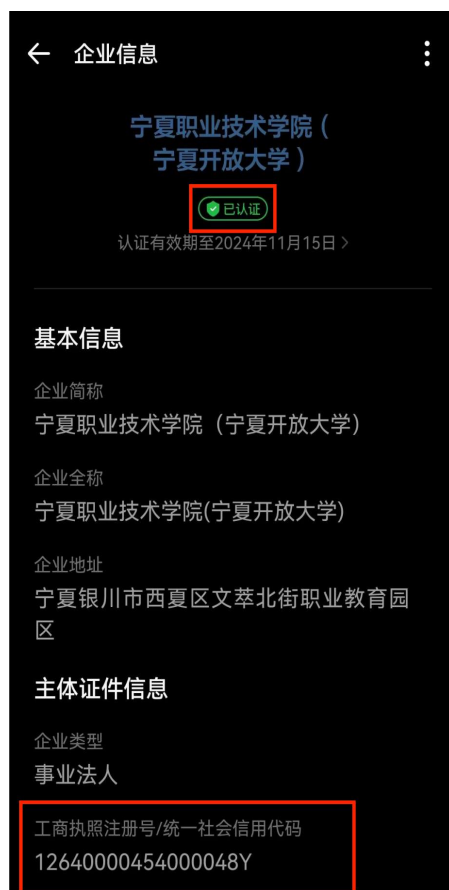 企业信息
宁夏职业技术学院（
宁夏开放大学）
已认证
认证有效期至2024年11月15日
基本信息
企业简称
宁夏职业技术学院（宁夏开放大学）
企业全称
宁夏职业技术学院(宁夏开放大学)
企业地址
宁夏银川市西夏区文萃北街职业教育园
区
主体证件信息
企业类型
事业法人
工商执照注册号/统一社会信用代码
12640000454000048Y